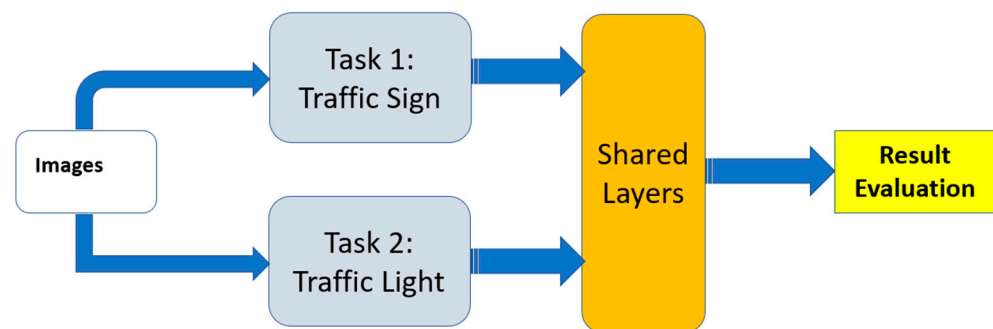 Images
Task 1:
Traffic Sign
Task 2:
Traffic Light
Shared
Layers
Result
Evaluation